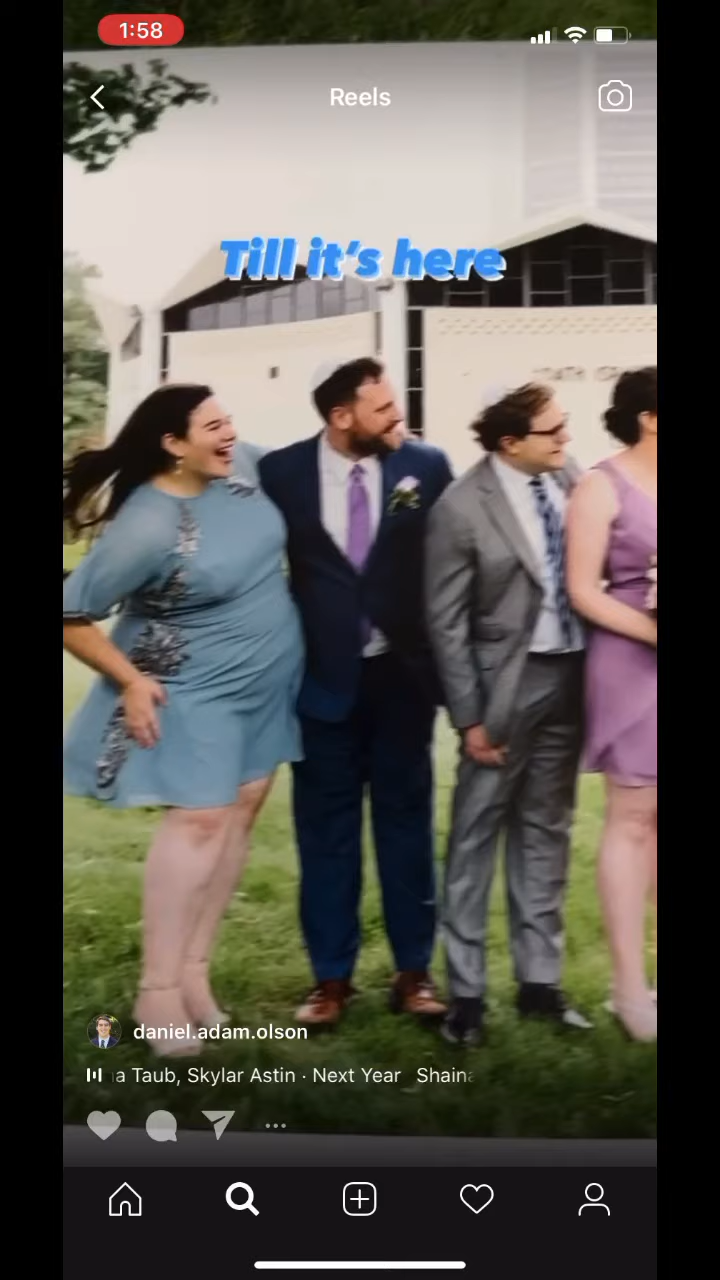 1:58
Reels
Till it's here
daniel.adam.olson
a Taub, Skylar Astin · Next Year Shaina